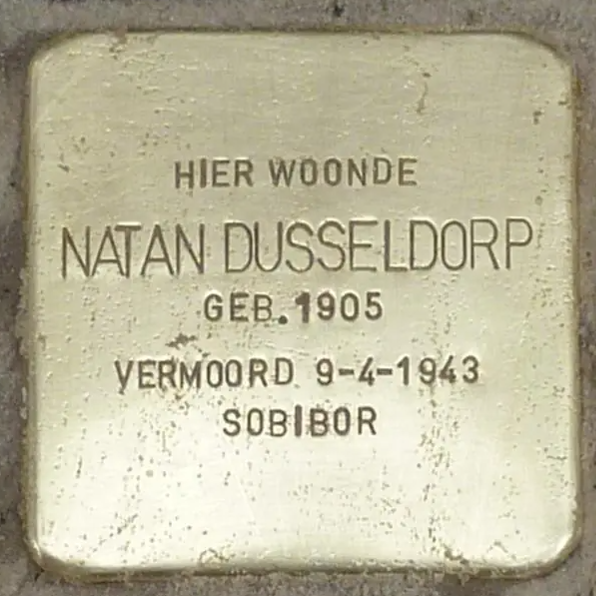 HIER WOONDE
NATAN DUSSELDORP
GEB.1905
VERMOORD 9-4-1943
SOBIBOR